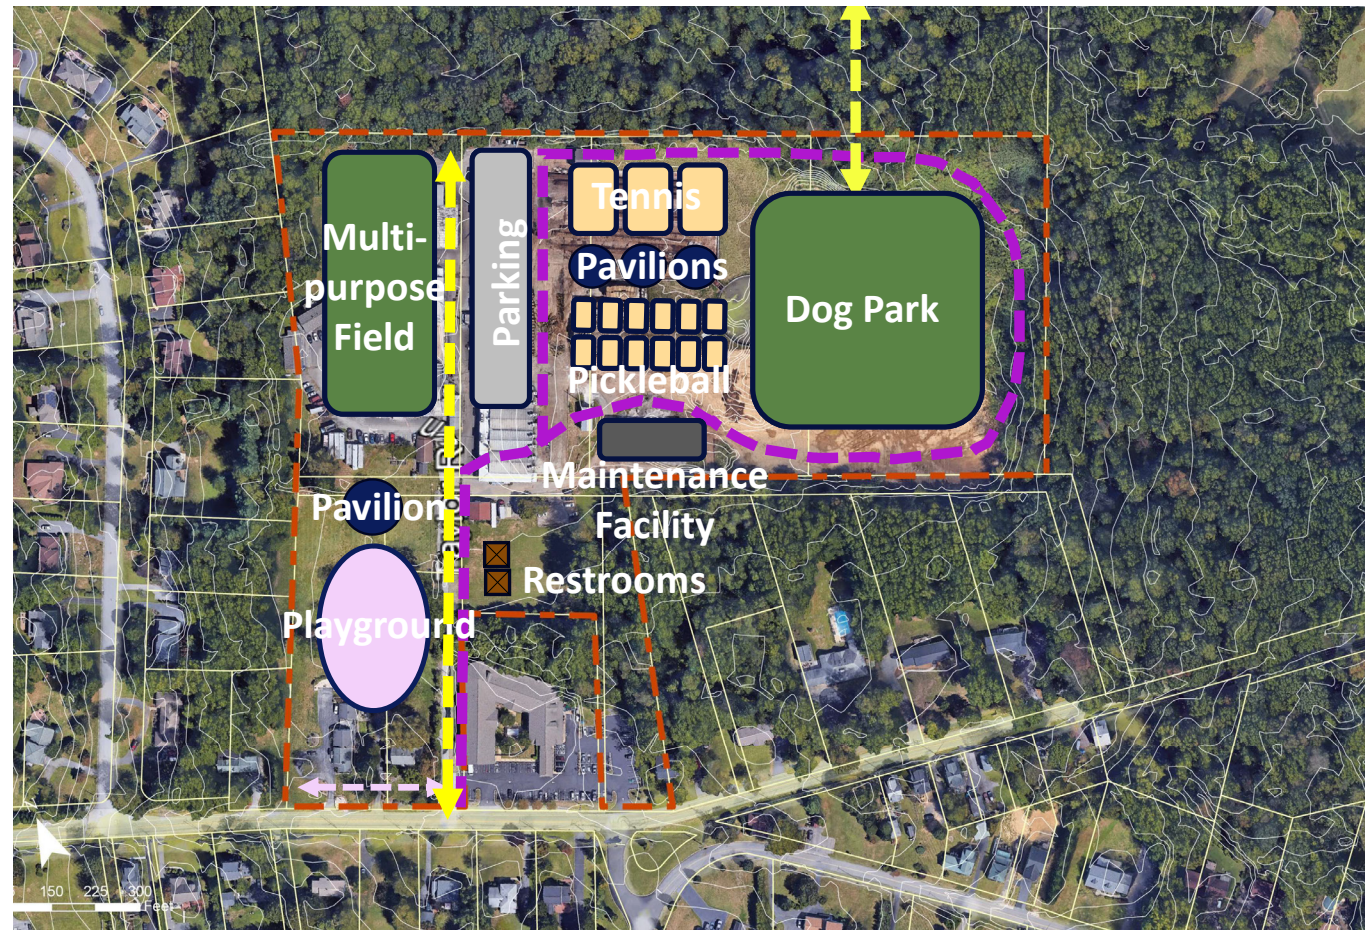 Multi-
purpose
Field
Parking
Tennis
Pavilions
Pickleball
Dog Park
Maintenance
Facility
Pavilion
Restrooms
Playground
150 225 300
Feet